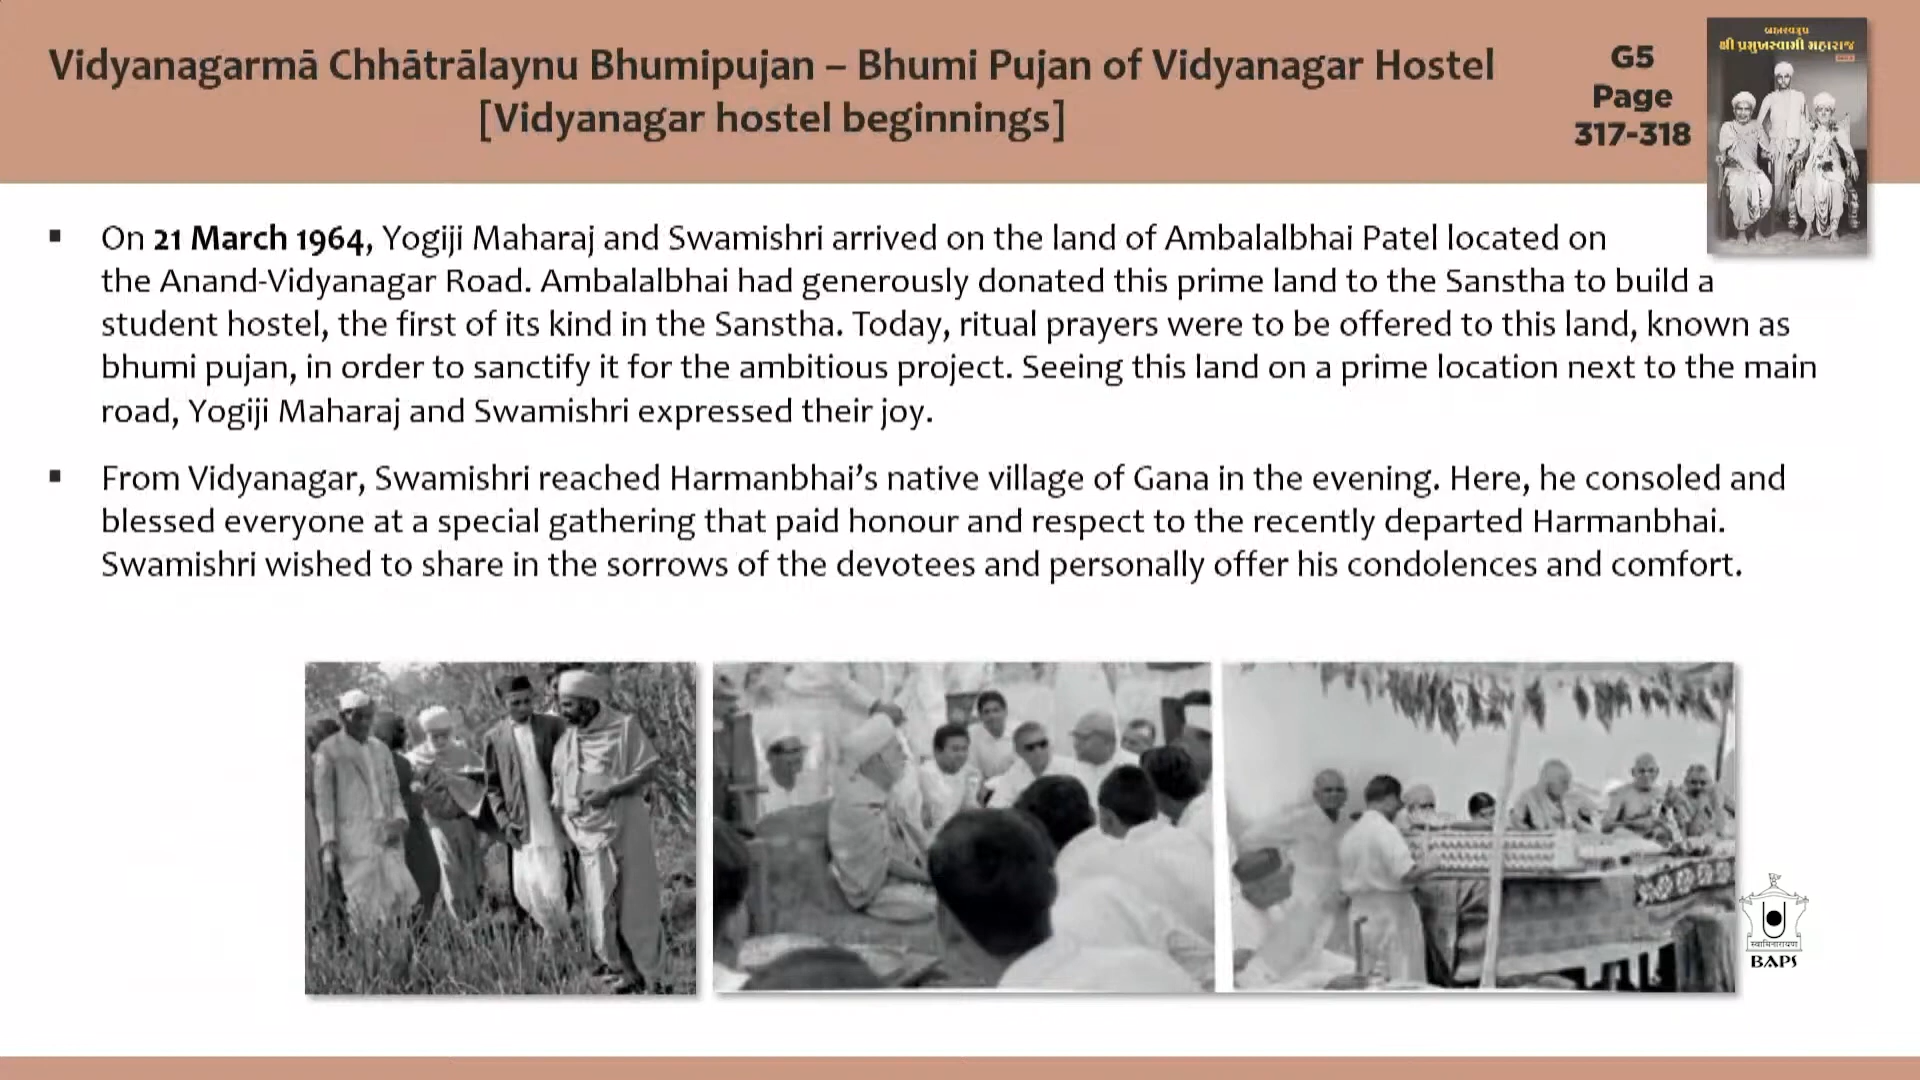 Vidyanagarmā Chhātrālaynu Bhumipujan – Bhumi Pujan of Vidyanagar Hostel
[Vidyanagar hostel beginnings]
G5
Page
317-318
બ્રહ્મસ્વરૂપ
શ્રી પ્રમુખસ્વામી મહારાજ
▪ On 21 March 1964, Yogiji Maharaj and Swamishri arrived on the land of Ambalalbhai Patel located on
the Anand-Vidyanagar Road. Ambalalbhai had generously donated this prime land to the Sanstha to build a
student hostel, the first of its kind in the Sanstha. Today, ritual prayers were to be offered to this land, known as
bhumi pujan, in order to sanctify it for the ambitious project. Seeing this land on a prime location next to the main
road, Yogiji Maharaj and Swamishri expressed their joy.
▪ From Vidyanagar, Swamishri reached Harmanbhai’s native village of Gana in the evening. Here, he consoled and
blessed everyone at a special gathering that paid honour and respect to the recently departed Harmanbhai.
Swamishri wished to share in the sorrows of the devotees and personally offer his condolences and comfort.
स्वामिनारायण
BAPS